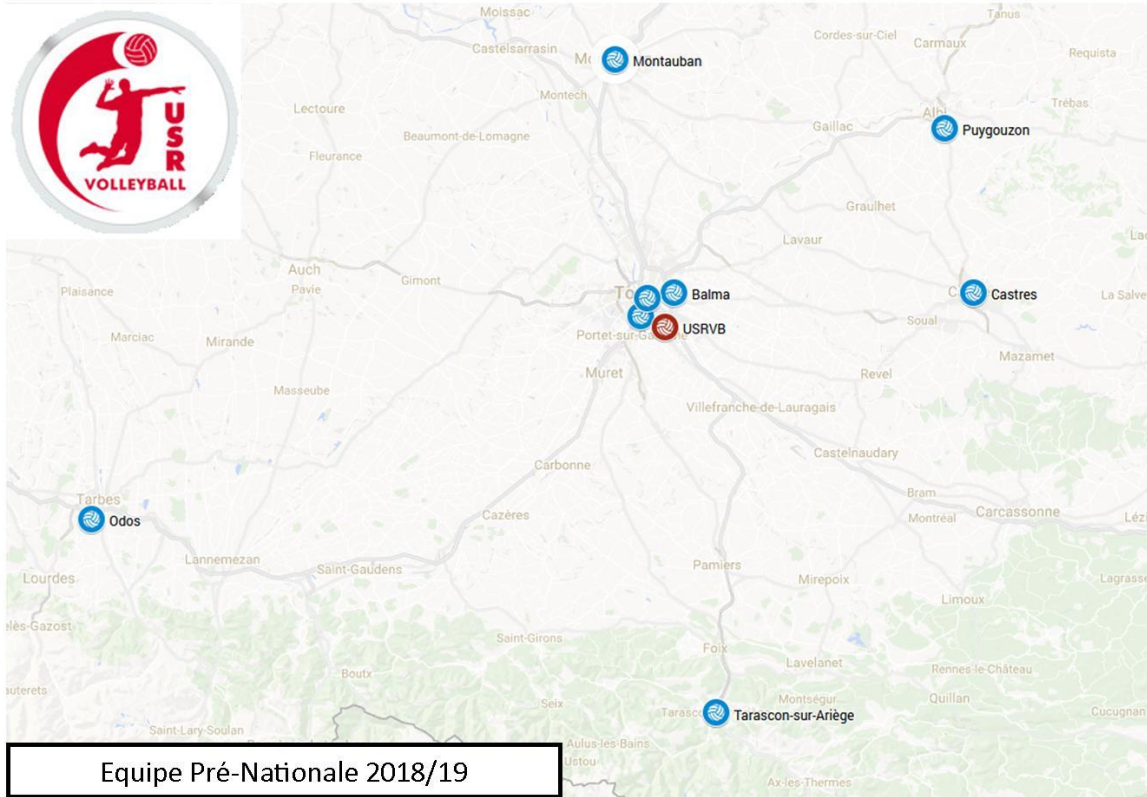 Moissac
Tanus
Castelsarrasin
Cordes-sur-Ciel
Carmaux
Requista
Montauban
Montech
Lectoure
Albi
Trébas
Gaillac
Puygouzon
Beaumont-de-Lomagne
Fleurance
USR
VOLLEYBALL
Graulhet
Lavaur
Auch
Pavie
Gimont
Plaisance
Balma
Castres
La Salve
Soual
USRVB
Marciac
Mirande
Mazamet
Muret
Revel
Masseube
Villefranche-de-Lauragais
Castelnaudary
Carbonne
Bram
Tarbes
Cazères
Montréal
Carcassonne
Odos
Lannemezan
Saint-Gaudens
Pamiers
Mirepoix
Lourdes
Lagrasse
Limoux
Saint-Girons
Foix
Lavelanet
Rennes-le-Château
Boutx
Montségur
Quillan
Seix
Tarascon-sur-Ariège
Cucugnan
Saint-Lary-Soulan
Aulus-les-Bains
Ustou
Ax-les-Thermes
Equipe Pré-Nationale 2018/19